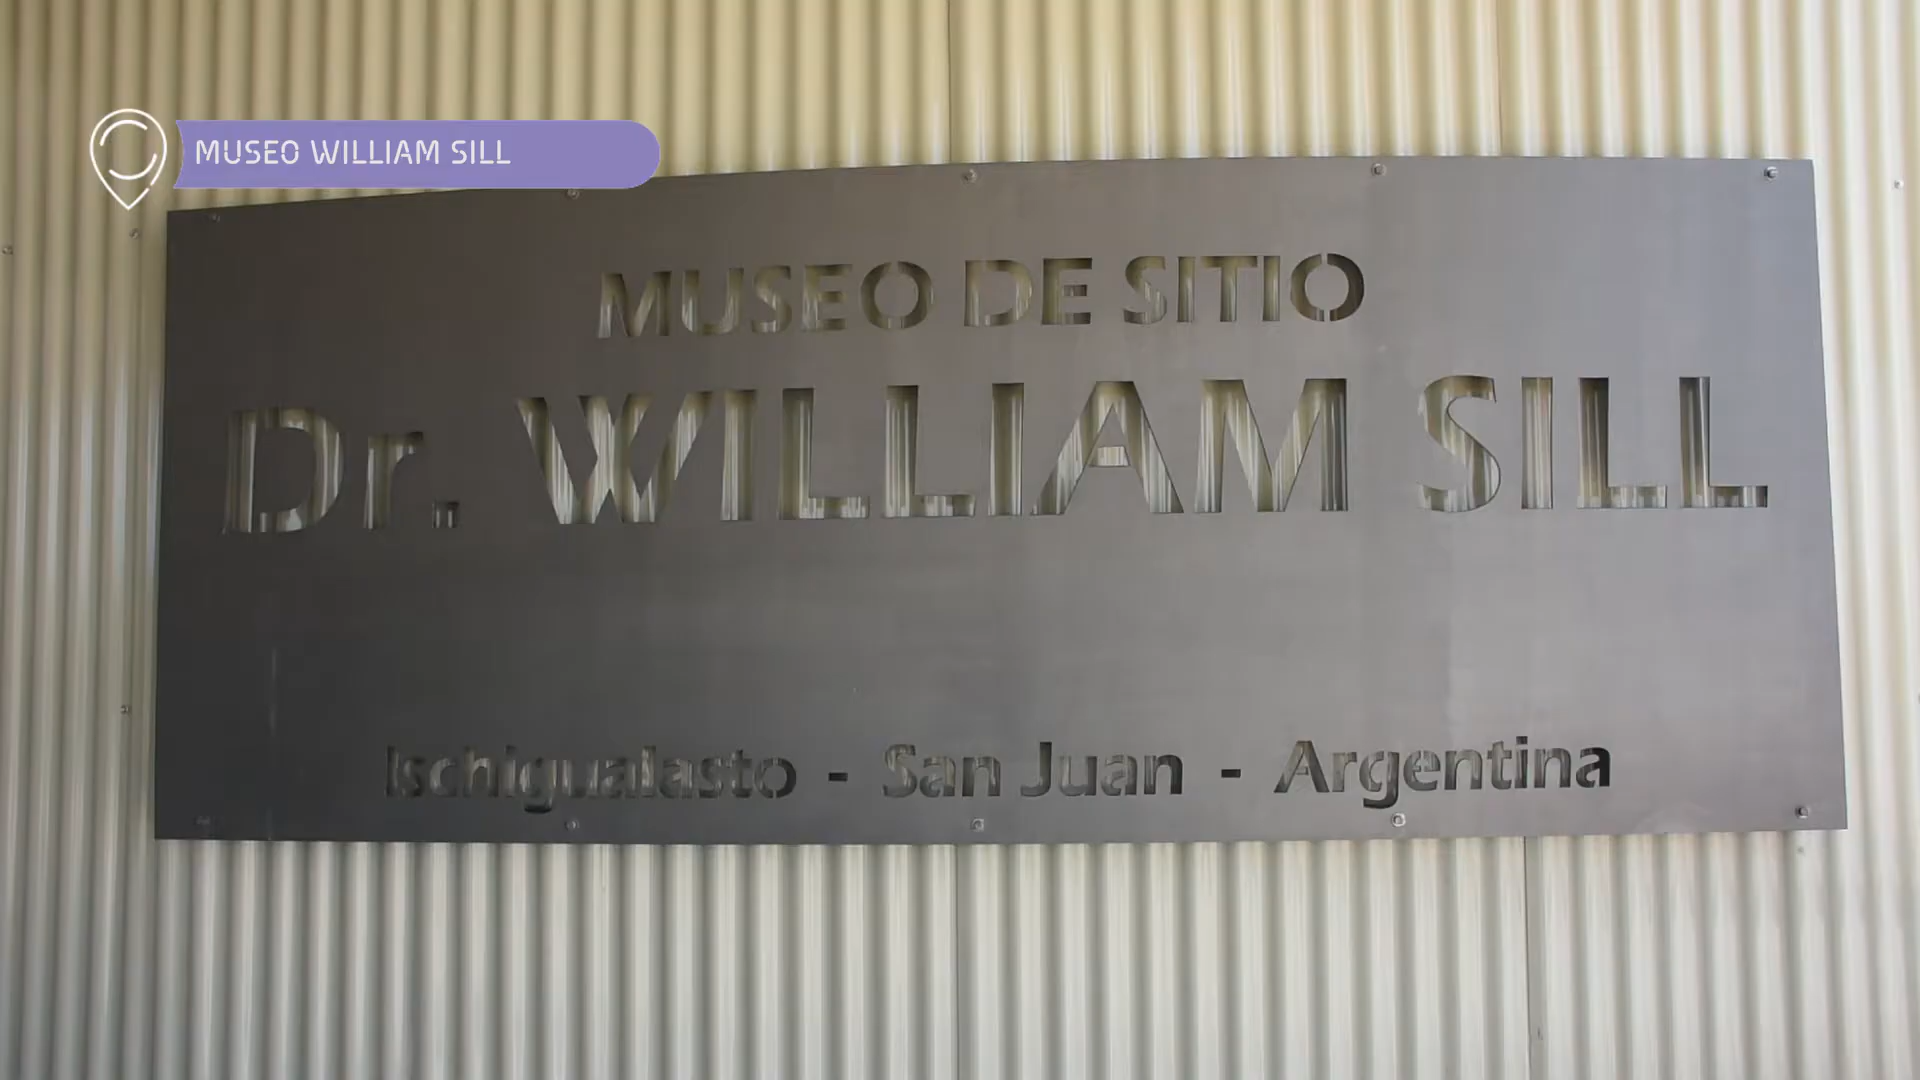 MUSEO WILLIAM SILL
MUSEO DE SITIO
Dr. WILLIAM SILL
Ischigualasto - San Juan - Argentina